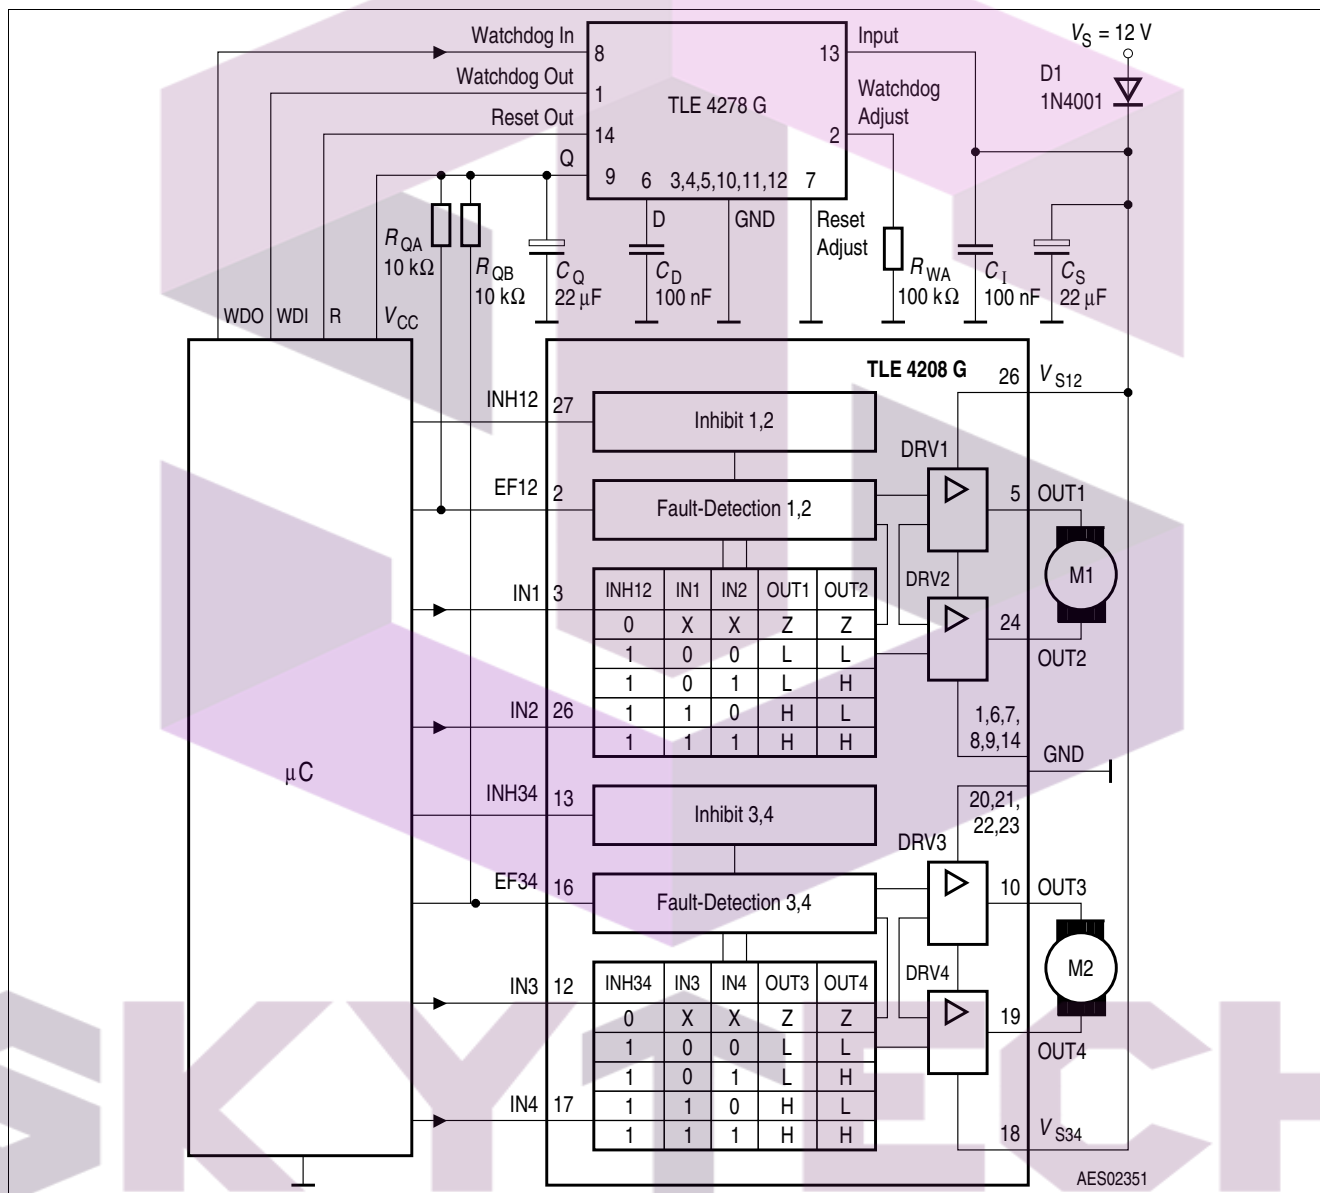 Watchdog In
8
13
Input
V_S = 12 V
D1
1N4001
Watchdog Out
1
TLE 4278 G
Watchdog
Adjust
Reset Out
14
2
Q
9
6
3,4,5,10,11,12
7
D
GND
Reset
Adjust
R_QA
10 kΩ
R_QB
10 kΩ
C_Q
22 µF
C_D
100 nF
R_WA
100 kΩ
C_I
100 nF
C_S
22 µF
WDO
WDI
R
V_CC
µC
TLE 4208 G
26
V_S12
INH12
27
Inhibit 1,2
DRV1
EF12
2
Fault-Detection 1,2
5
OUT1
M1
IN1
3
INH12 IN1 IN2 OUT1 OUT2
0 X X Z Z
1 0 0 L L
1 0 1 L H
1 1 0 H L
1 1 1 H H
DRV2
24
OUT2
IN2
26
1,6,7,
8,9,14
GND
INH34
13
Inhibit 3,4
20,21,
22,23
DRV3
EF34
16
Fault-Detection 3,4
10
OUT3
M2
IN3
12
INH34 IN3 IN4 OUT3 OUT4
0 X X Z Z
1 0 0 L L
1 0 1 L H
1 1 0 H L
1 1 1 H H
DRV4
19
OUT4
IN4
17
18
V_S34
AES02351
SKYTECH